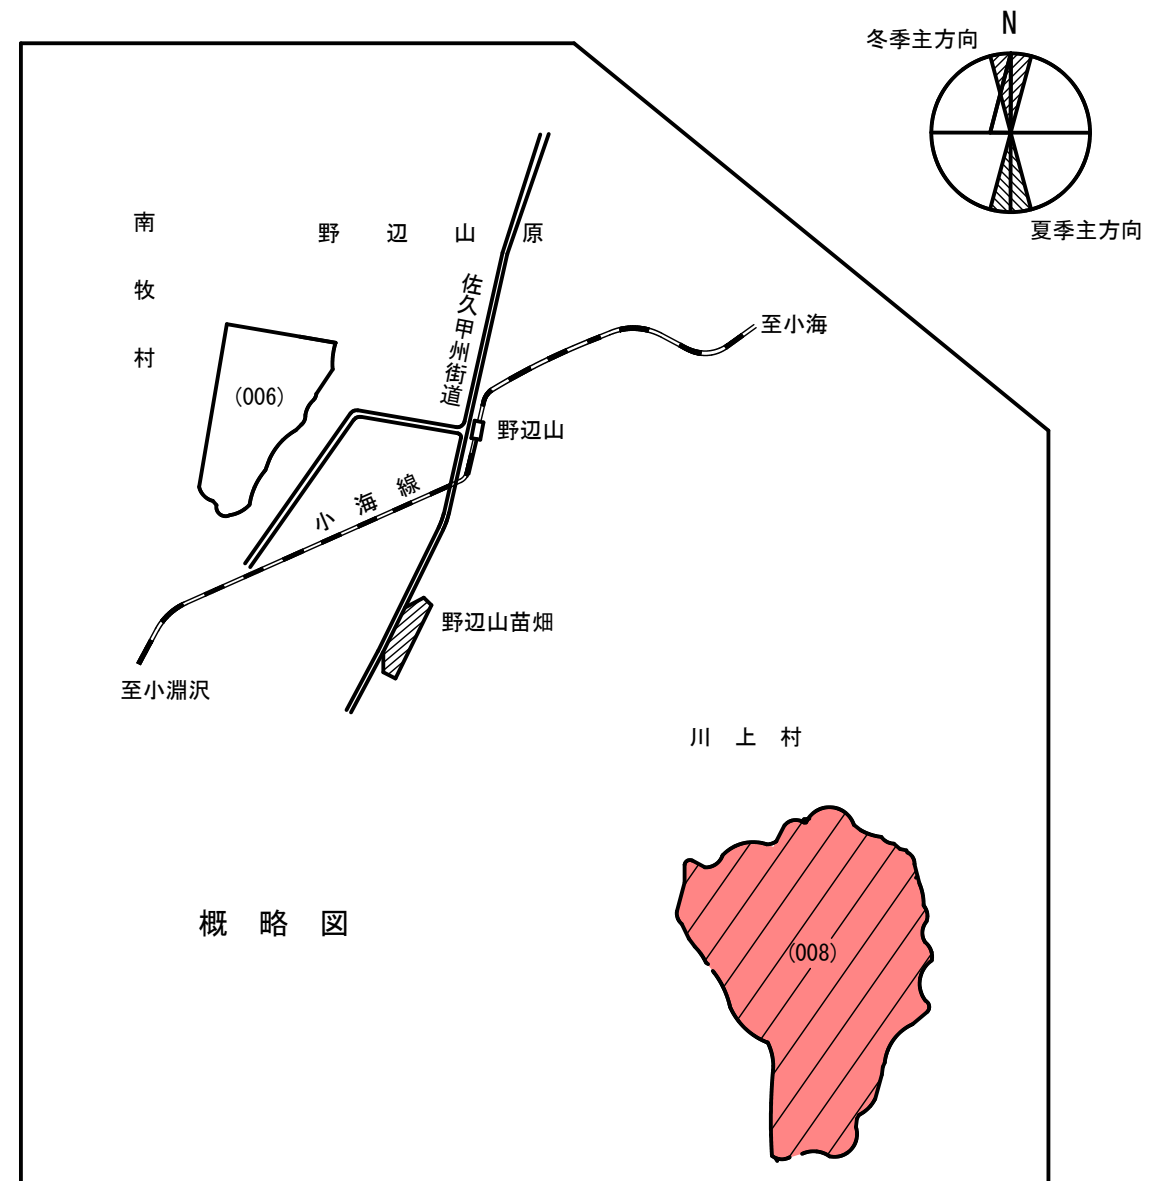 N
冬季主方向
夏季主方向
南牧村
野辺山原
佐久甲州街道
至小海
(006)
野辺山
小海線
野辺山苗畑
至小淵沢
川上村
概略図
(008)